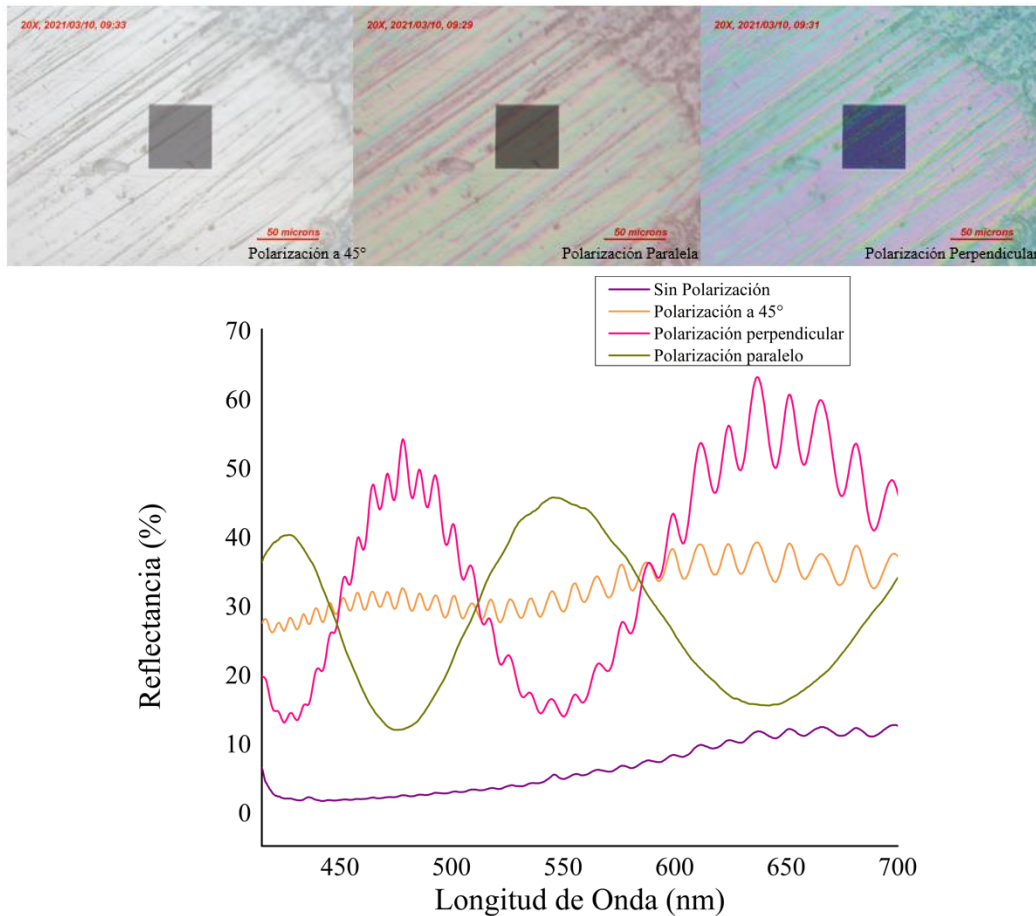 20X, 2021/03/10, 09:33
20X, 2021/03/10, 09:29
20X, 2021/03/10, 09:31
50 microns
50 microns
50 microns
Polarización a 45°
Polarización Paralela
Polarización Perpendicular
Sin Polarización
Polarización a 45°
Polarización perpendicular
Polarización paralelo
Reflectancia (%)
70
60
50
40
30
20
10
0
450
500
550
600
650
700
Longitud de Onda (nm)